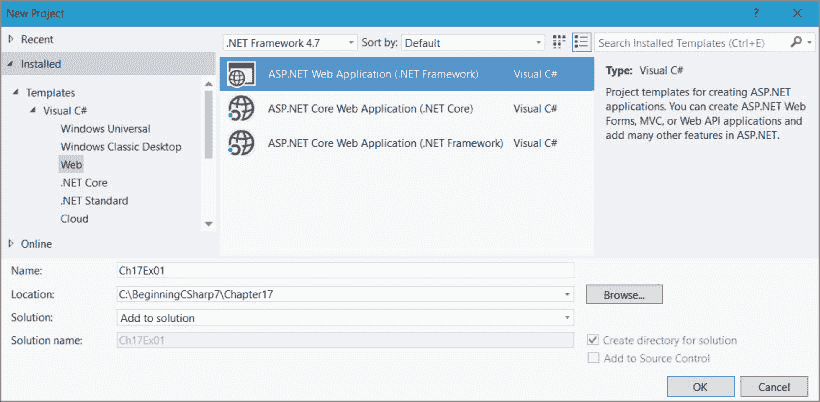 New Project
Recent
.NET Framework 4.7 Sort by: Default Search Installed Templates (Ctrl+E)
Installed
Templates
Visual C#
Windows Universal
Windows Classic Desktop
Web
.NET Core
.NET Standard
Cloud
Online
ASP.NET Web Application (.NET Framework) Visual C#
ASP.NET Core Web Application (.NET Core) Visual C#
ASP.NET Core Web Application (.NET Framework) Visual C#
Type: Visual C#
Project templates for creating ASP.NET
applications. You can create ASP.NET Web
Forms, MVC, or Web API applications and
add many other features in ASP.NET.
Name: Ch17Ex01
Location: C:\BeginningCSharp7\Chapter17 Browse...
Solution: Add to solution
Solution name: Ch17Ex01
Create directory for solution
Add to Source Control
OK Cancel